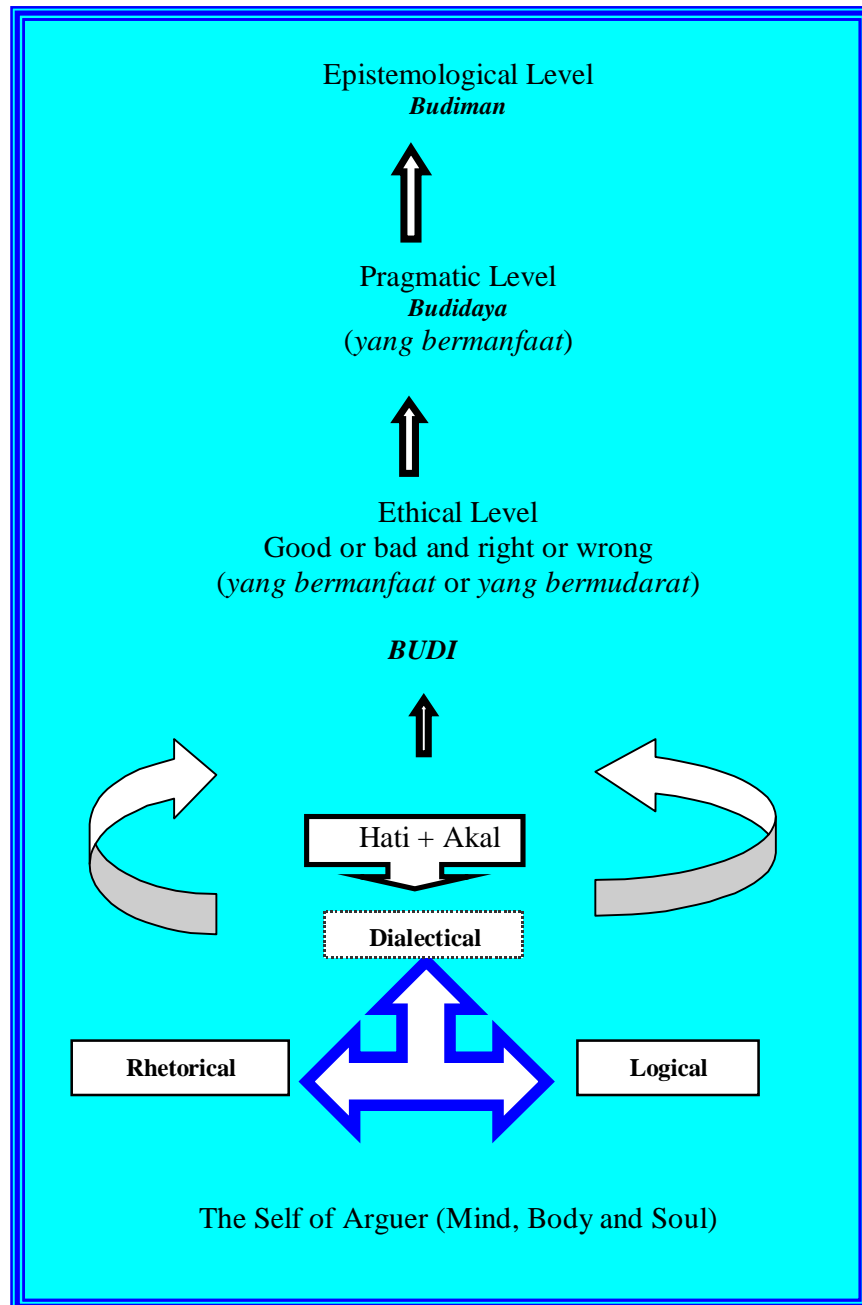 Epistemological Level
Budiman
Pragmatic Level
Budidaya
(yang bermanfaat)
Ethical Level
Good or bad and right or wrong
(yang bermanfaat or yang bermudarat)
BUDI
Hati + Akal
Dialectical
Rhetorical
Logical
The Self of Arguer (Mind, Body and Soul)